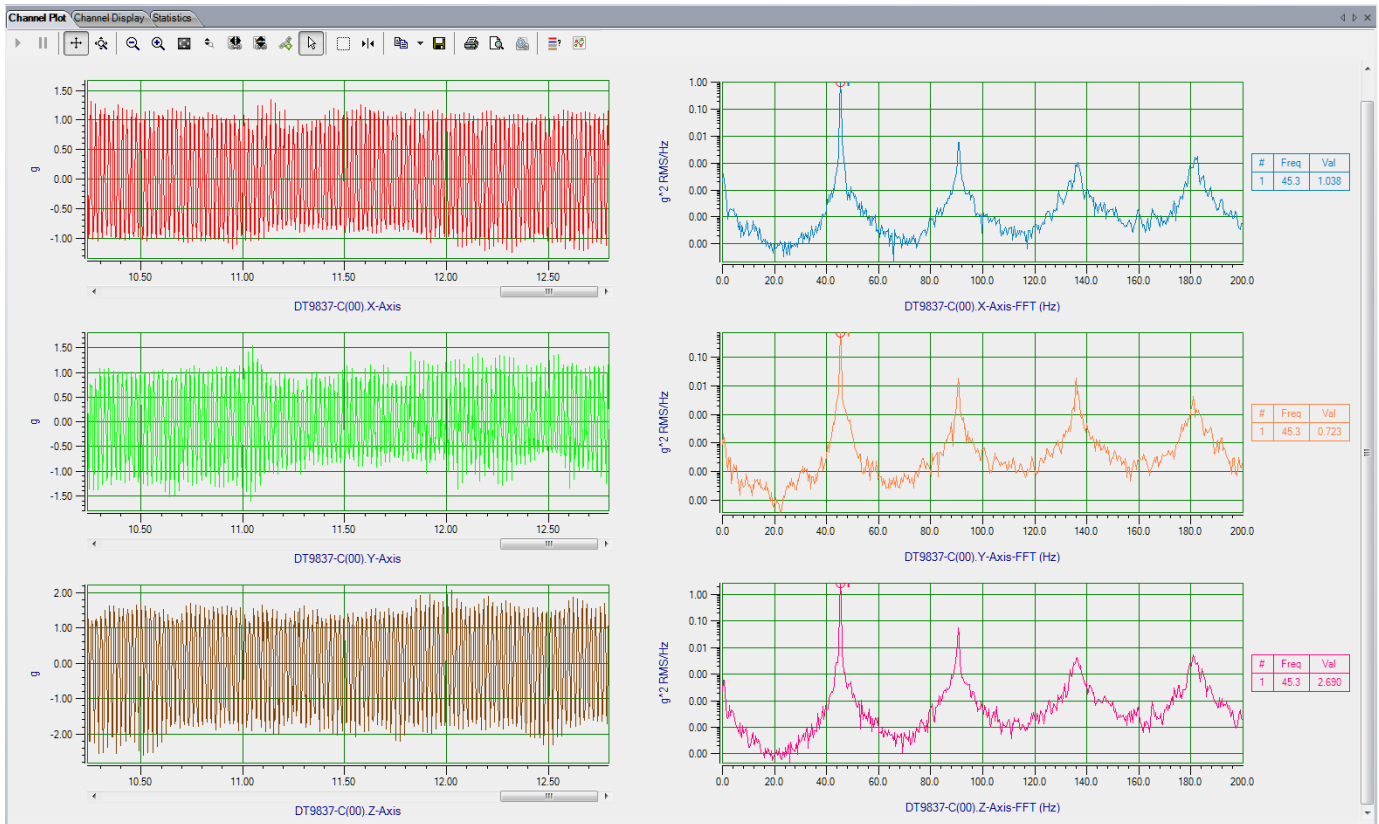 Channel Plot Channel Display Statistics
1.50
1.00
0.50
0.00
-0.50
-1.00
g
10.50 11.00 11.50 12.00 12.50
DT9837-C(00).X-Axis
1.00
0.10
0.01
0.00
0.00
0.00
0.00
g^2 RMS/Hz
0.0 20.0 40.0 60.0 80.0 100.0 120.0 140.0 160.0 180.0 200.0
DT9837-C(00).X-Axis-FFT (Hz)
# Freq Val
1 45.3 1.038
1.50
1.00
0.50
0.00
-0.50
-1.00
-1.50
g
10.50 11.00 11.50 12.00 12.50
DT9837-C(00).Y-Axis
0.10
0.01
0.00
0.00
0.00
0.00
g^2 RMS/Hz
0.0 20.0 40.0 60.0 80.0 100.0 120.0 140.0 160.0 180.0 200.0
DT9837-C(00).Y-Axis-FFT (Hz)
# Freq Val
1 45.3 0.723
2.00
1.00
0.00
-1.00
-2.00
g
10.50 11.00 11.50 12.00 12.50
DT9837-C(00).Z-Axis
1.00
0.10
0.01
0.00
0.00
0.00
0.00
g^2 RMS/Hz
0.0 20.0 40.0 60.0 80.0 100.0 120.0 140.0 160.0 180.0 200.0
DT9837-C(00).Z-Axis-FFT (Hz)
# Freq Val
1 45.3 2.690